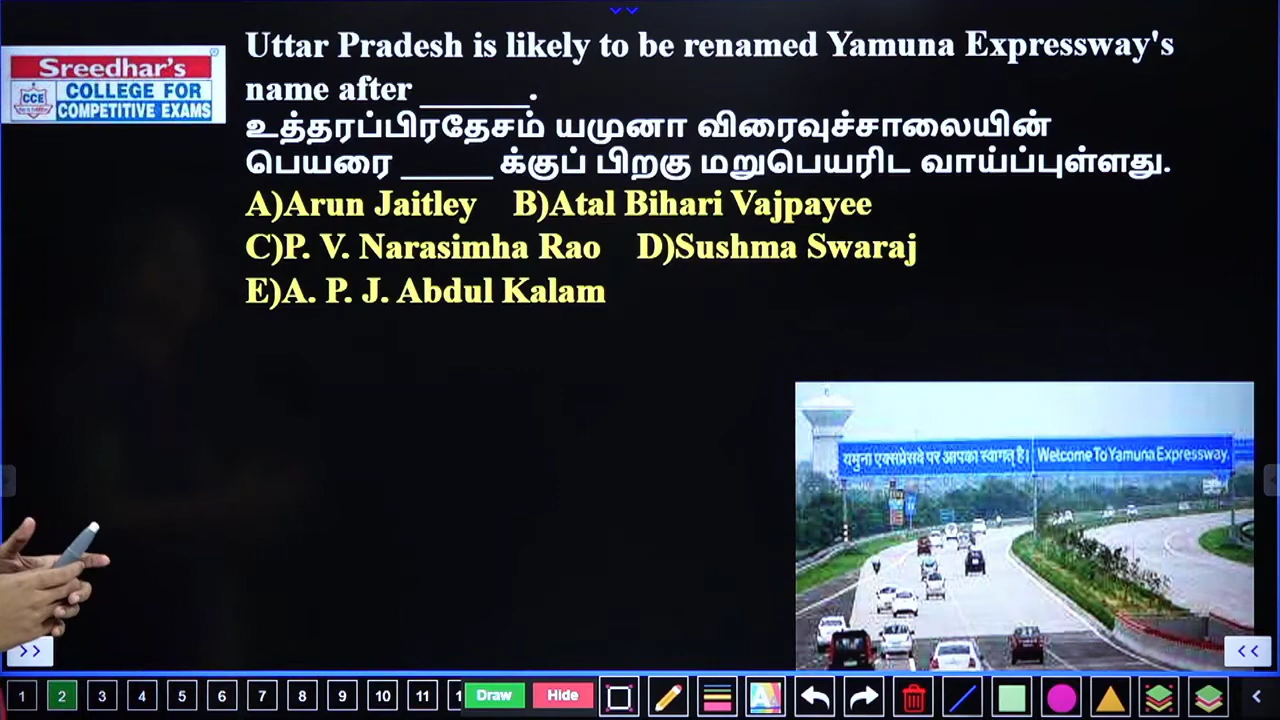 Sreedhar's
CCE
COLLEGE FOR
COMPETITIVE EXAMS
Uttar Pradesh is likely to be renamed Yamuna Expressway's
name after ______.
உத்தரப்பிரதேசம் யமுனா விரைவுச்சாலையின்
பெயரை _____ க்குப் பிறகு மறுபெயரிட வாய்ப்புள்ளது.
A)Arun Jaitley B)Atal Bihari Vajpayee
C)P. V. Narasimha Rao D)Sushma Swaraj
E)A. P. J. Abdul Kalam
यमुना एक्सप्रेसवे पर आपका स्वागत है। Welcome To Yamuna Expressway.
>> <<
1 2 3 4 5 6 7 8 9 10 11 1 Draw Hide A